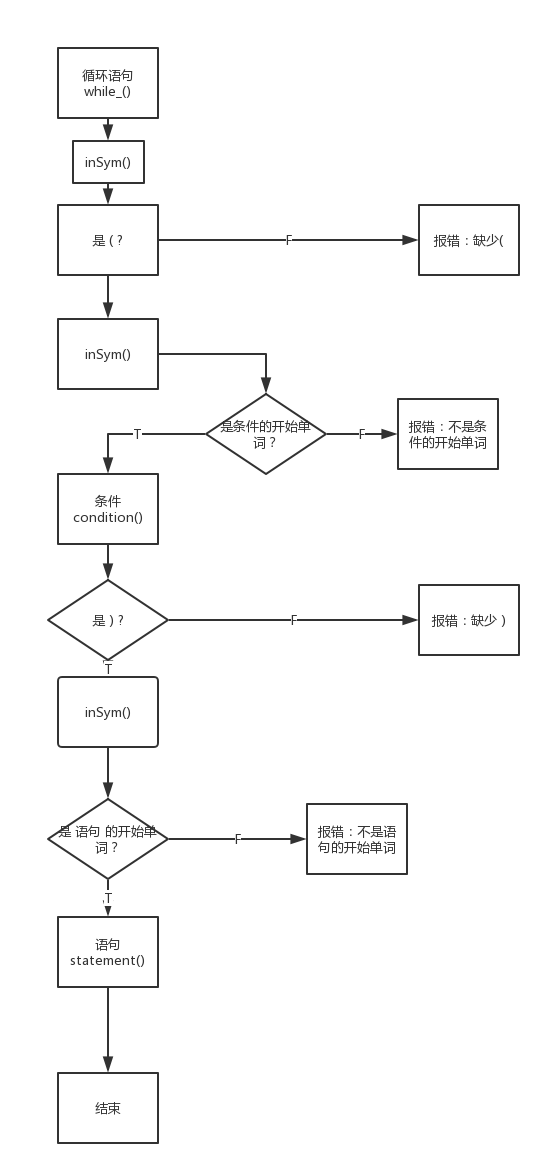 循环语句
while_()
inSym()
是 ( ?
F
报错：缺少(
inSym()
是条件的开始单
词？
T
F
报错：不是条
件的开始单词
条件
condition()
是 ) ?
F
报错：缺少 )
T
inSym()
是 语句 的开始单
词？
F
报错：不是语
句的开始单词
T
语句
statement()
结束